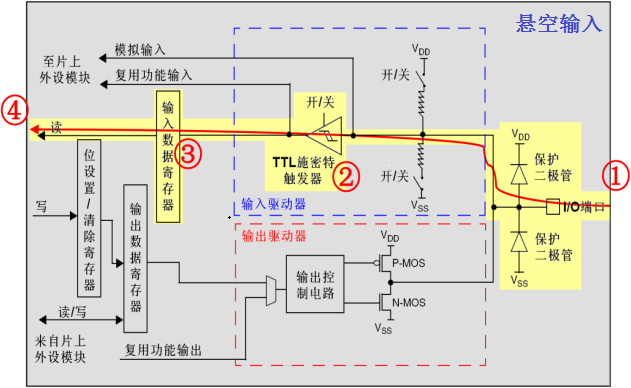 悬空输入
模拟输入
至片上
外设模块
复用功能输入
开/关
VDD
开/关
④
读
输
入
数
据
寄
存
器
③
TTL施密特
触发器
②
VDD
保护
二极管
①
I/O端口
开/关
VSS
输入驱动器
位
设
置
/
清
除
寄
存
器
写
输
出
数
据
寄
存
器
输出驱动器
VDD
P-MOS
输出控
制电路
N-MOS
VSS
保护
二极管
VSS
读/写
来自片上
外设模块
复用功能输出